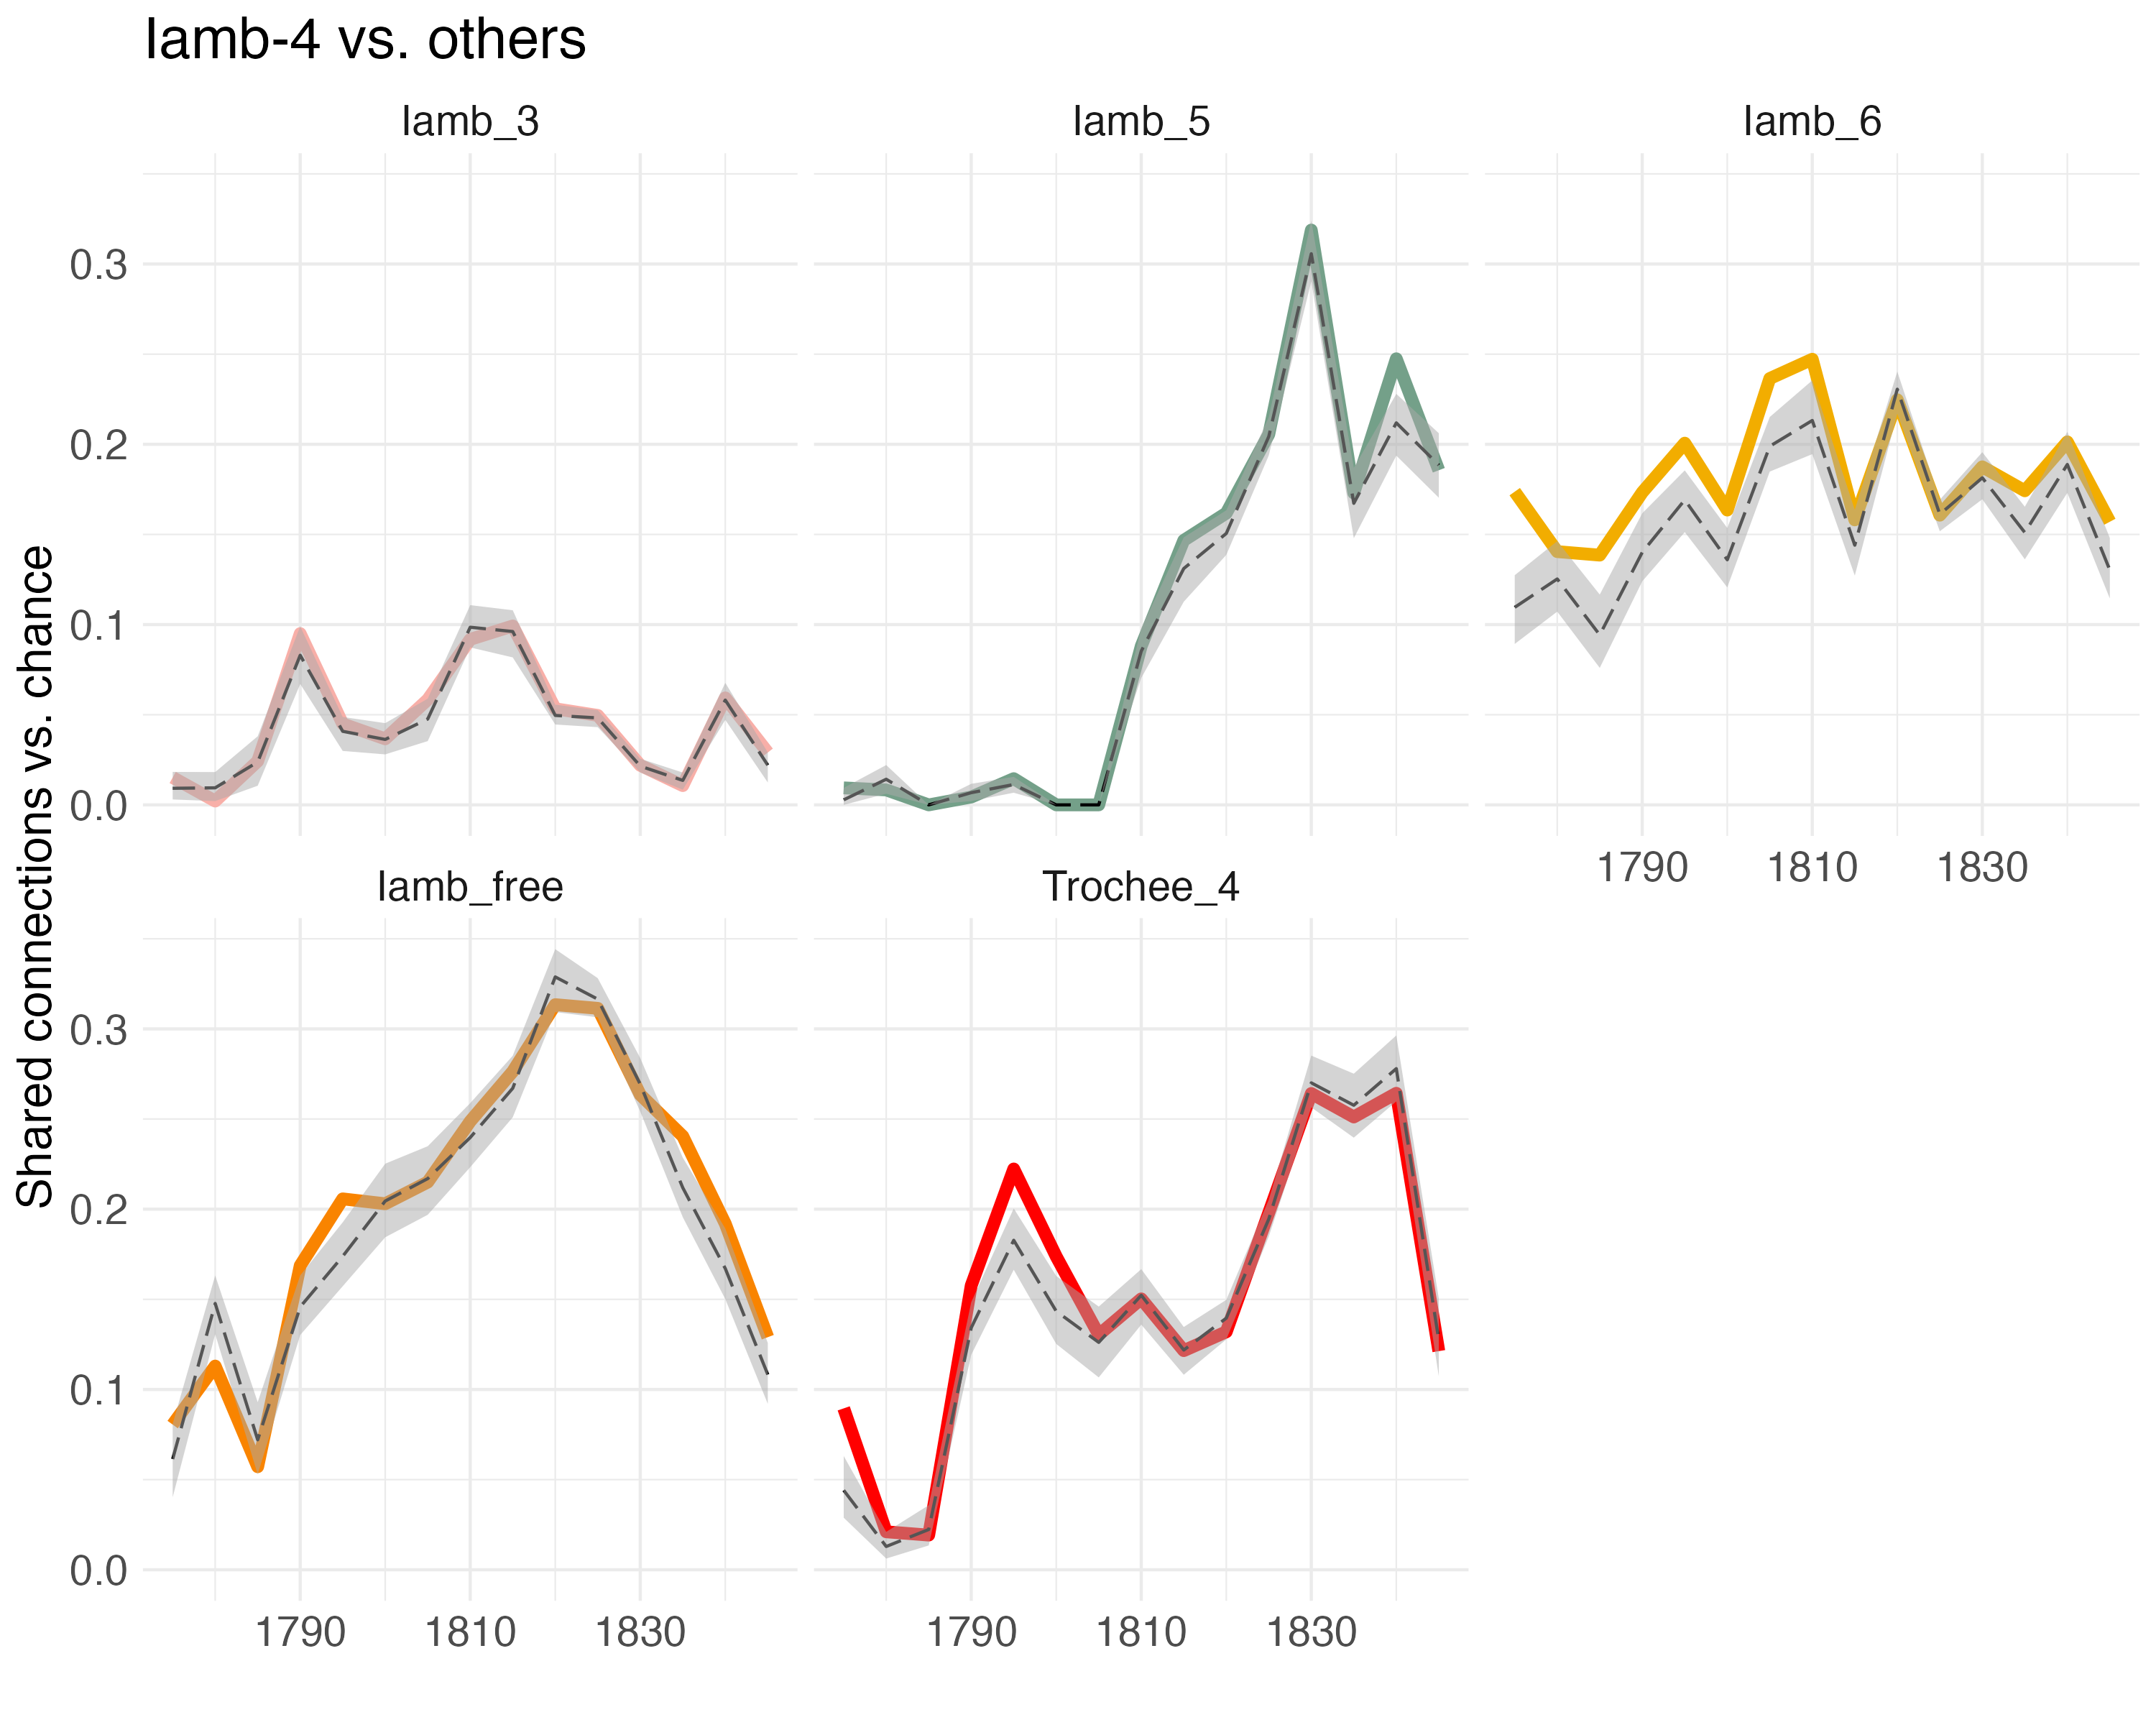 Iamb-4 vs. others
Iamb_3
Iamb_5
Iamb_6
0.3
0.2
0.1
0.0
1790 1810 1830
Shared connections vs. chance
Iamb_free
Trochee_4
0.3
0.2
0.1
0.0
1790 1810 1830
1790 1810 1830